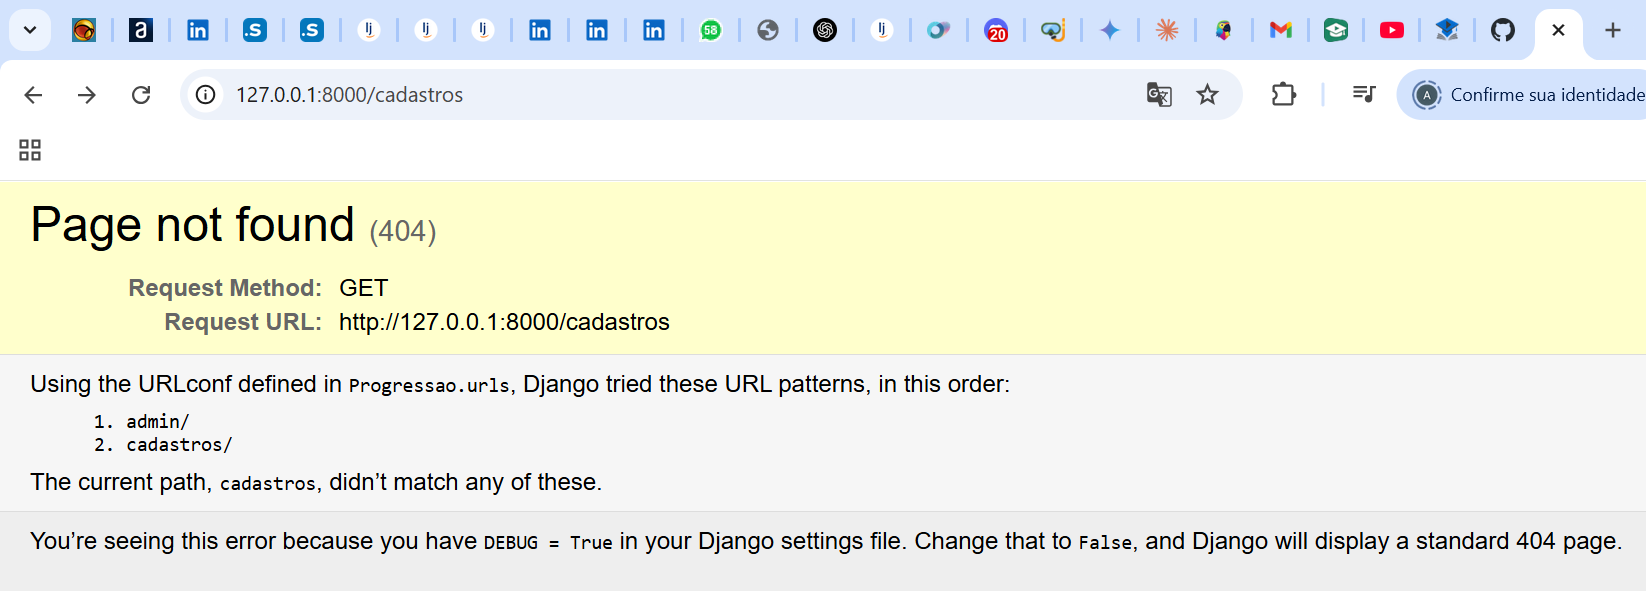 127.0.0.1:8000/cadastros
A
Confirme sua identidade
Page not found (404)
Request Method: GET
Request URL: http://127.0.0.1:8000/cadastros
Using the URLconf defined in Progressao.urls, Django tried these URL patterns, in this order:
1. admin/
2. cadastros/
The current path, cadastros, didn’t match any of these.
You’re seeing this error because you have DEBUG = True in your Django settings file. Change that to False, and Django will display a standard 404 page.